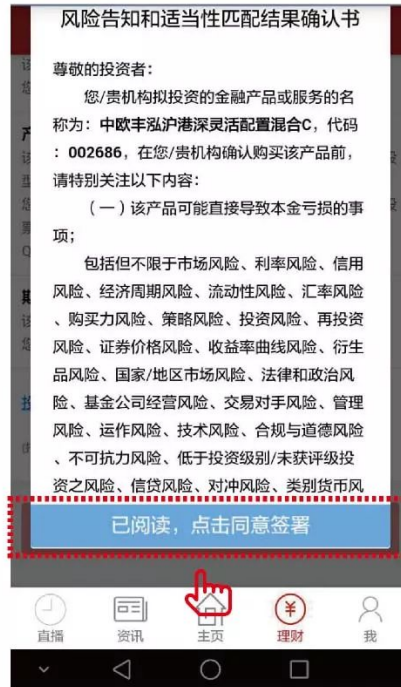 风险告知和适当性匹配结果确认书
尊敬的投资者：
您/贵机构拟投资的金融产品或服务的名
称为：中欧丰泓沪港深灵活配置混合C，代码
：002686，在您/贵机构确认购买该产品前，
请特别关注以下内容：
（一）该产品可能直接导致本金亏损的事
项；
包括但不限于市场风险、利率风险、信用
风险、经济周期风险、流动性风险、汇率风险
、购买力风险、策略风险、投资风险、再投资
风险、证券价格风险、收益率曲线风险、衍生
品风险、国家/地区市场风险、法律和政治风
险、基金公司经营风险、交易对手风险、管理
风险、运作风险、技术风险、合规与道德风险
、不可抗力风险、低于投资级别/未获评级投
资之风险、信贷风险、对冲风险、类别货币风
已阅读，点击同意签署
直播
资讯
主页
理财
我